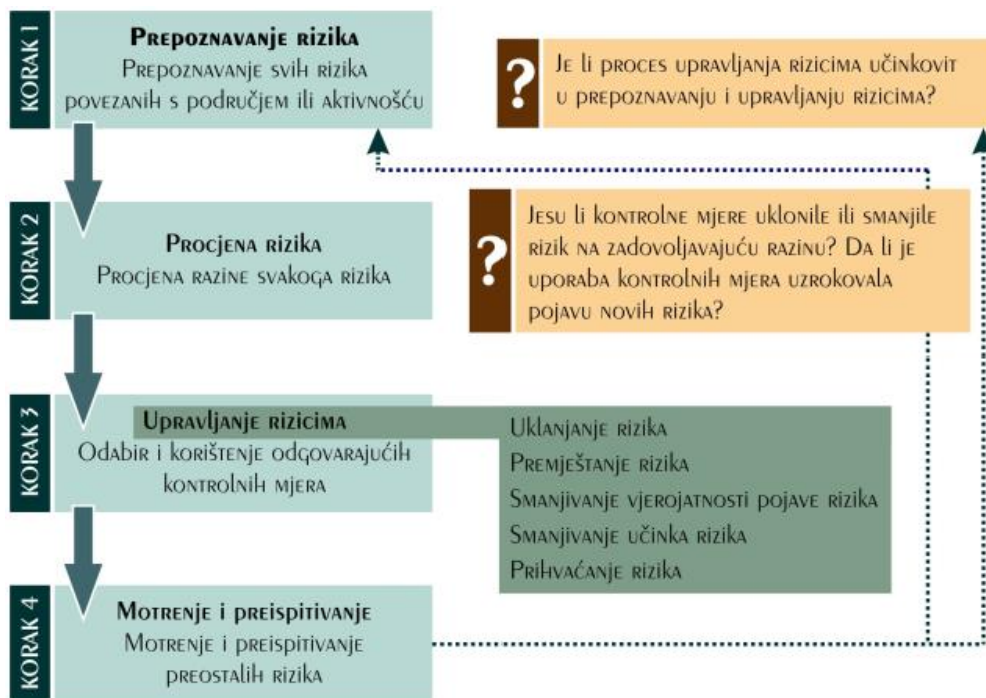 KORAK 1
Prepoznavanje rizika
Prepoznavanje svih rizika
povezanih s područjem ili aktivnošću
?
Je li proces upravljanja rizicima učinkovit
u prepoznavanju i upravljanju rizicima?
KORAK 2
Procjena rizika
Procjena razine svakoga rizika
?
Jesu li kontrolne mjere uklonile ili smanjile
rizik na zadovoljavajuću razinu? Da li je
uporaba kontrolnih mjera uzrokovala
pojavu novih rizika?
KORAK 3
Upravljanje rizicima
Odabir i korištenje odgovarajućih
kontrolnih mjera
Uklanjanje rizika
Premještanje rizika
Smanjivanje vjerojatnosti pojave rizika
Smanjivanje učinka rizika
Prihvaćanje rizika
KORAK 4
Motrenje i preispitivanje
Motrenje i preispitivanje
preostalih rizika